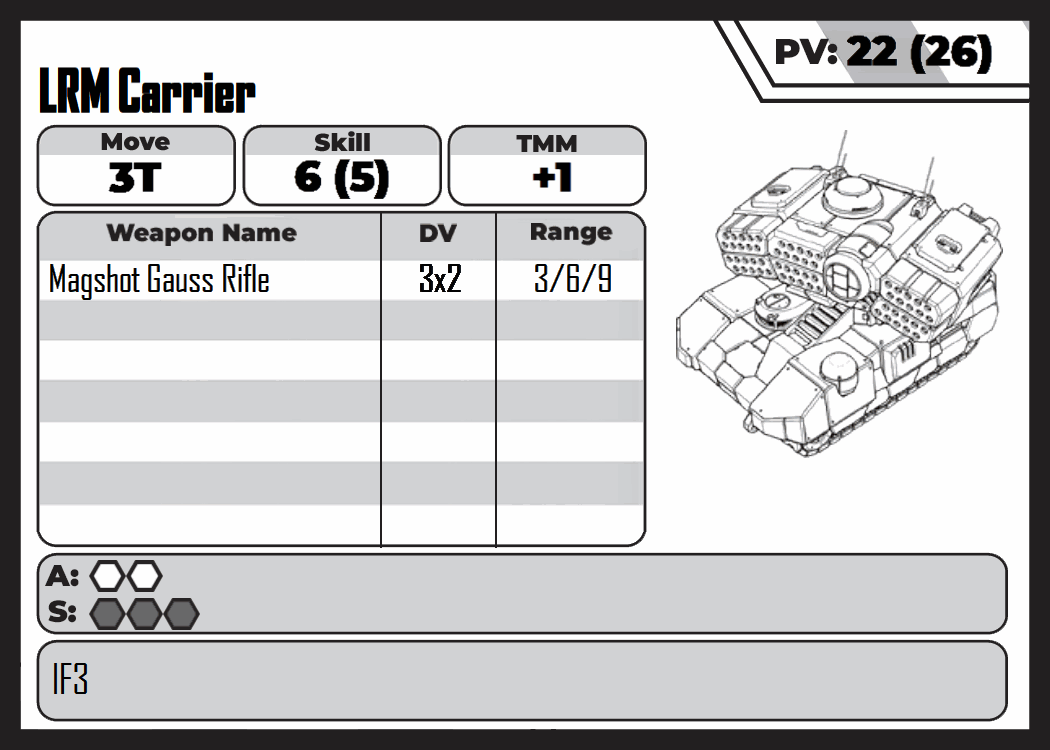 PV: 22 (26)
LRM Carrier
Move Skill TMM
3T 6 (5) +1
Weapon Name DV Range
Magshot Gauss Rifle 3x2 3/6/9
A:
S:
IF3